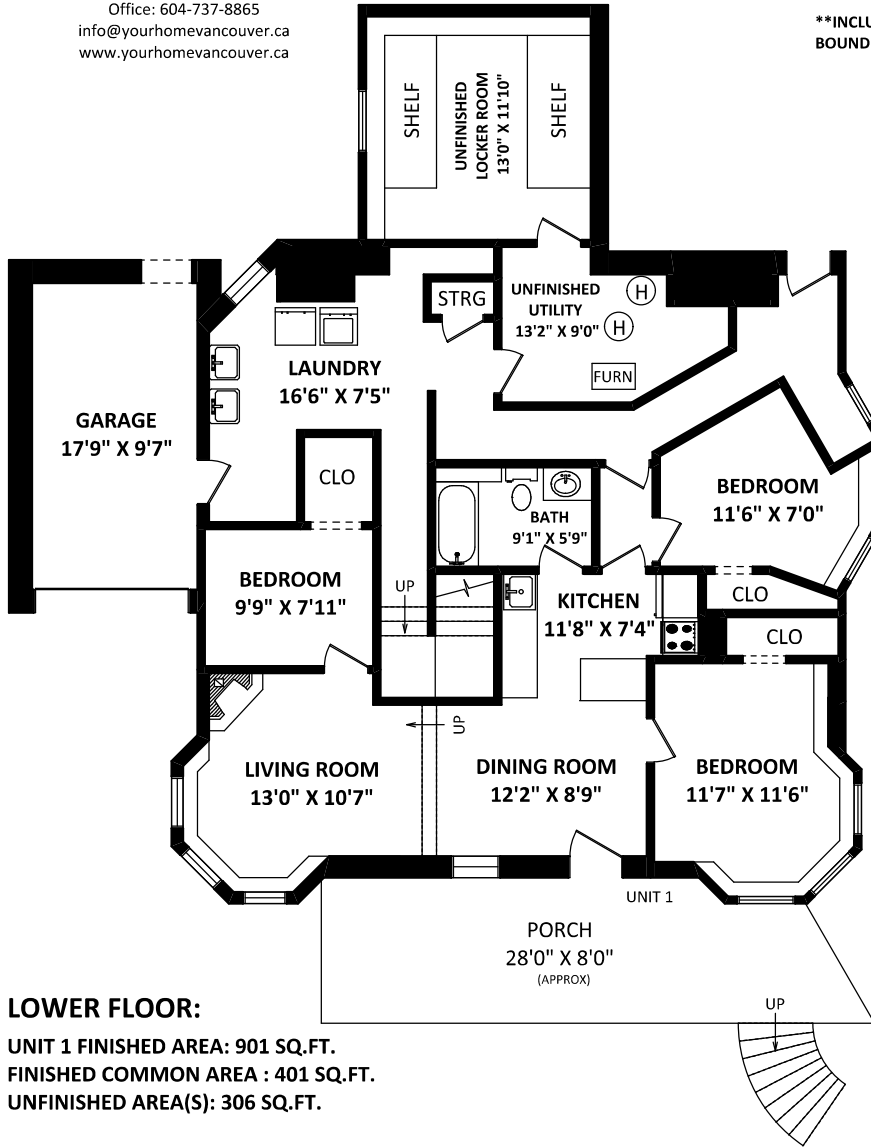 Office: 604-737-8865
info@yourhomevancouver.ca
www.yourhomevancouver.ca
**INCLU
BOUND
SHELF
UNFINISHED
LOCKER ROOM
13'0" X 11'10"
SHELF
STRG
UNFINISHED
UTILITY
13'2" X 9'0"
H
H
FURN
LAUNDRY
16'6" X 7'5"
GARAGE
17'9" X 9'7"
CLO
BATH
9'1" X 5'9"
BEDROOM
11'6" X 7'0"
BEDROOM
9'9" X 7'11"
UP
KITCHEN
11'8" X 7'4"
CLO
CLO
UP
LIVING ROOM
13'0" X 10'7"
DINING ROOM
12'2" X 8'9"
BEDROOM
11'7" X 11'6"
UNIT 1
PORCH
28'0" X 8'0"
(APPROX)
UP
LOWER FLOOR:
UNIT 1 FINISHED AREA: 901 SQ.FT.
FINISHED COMMON AREA : 401 SQ.FT.
UNFINISHED AREA(S): 306 SQ.FT.